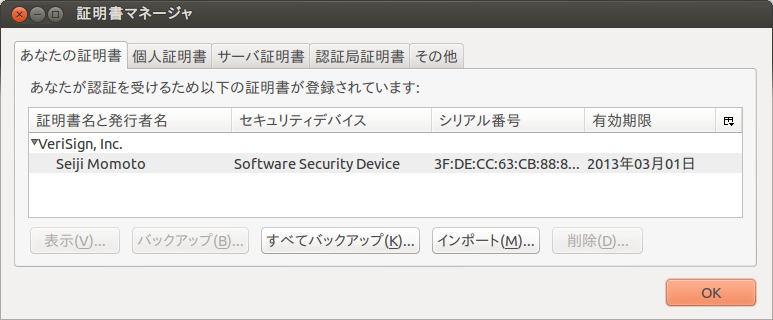 証明書マネージャ
あなたの証明書 個人証明書 サーバ証明書 認証局証明書 その他
あなたが認証を受けるため以下の証明書が登録されています:
証明書名と発行者名 セキュリティデバイス シリアル番号 有効期限
VeriSign, Inc.
Seiji Momoto Software Security Device 3F:DE:CC:63:CB:88:8... 2013年03月01日
表示(V)... バックアップ(B)... すべてバックアップ(K)... インポート(M)... 削除(D)...
OK